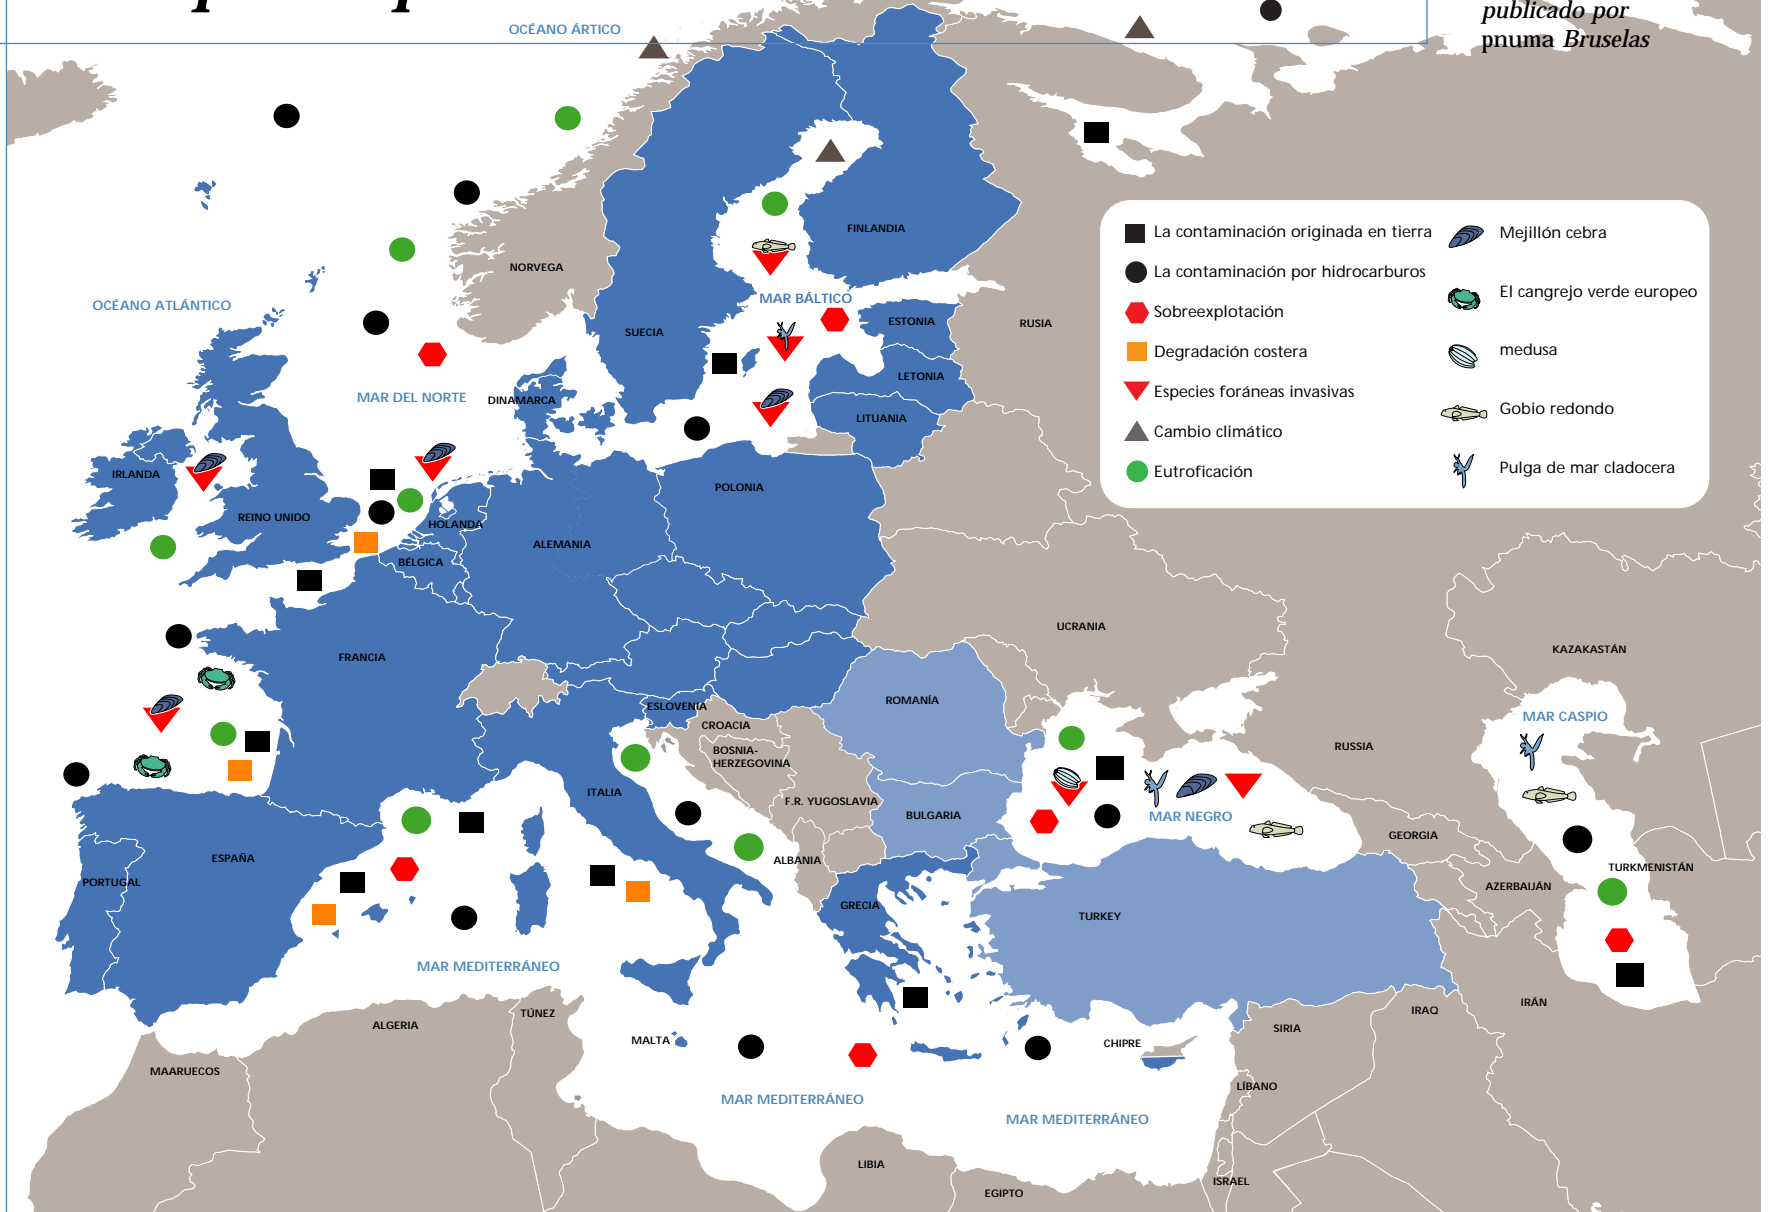 publicado por
pnuma Bruselas
OCÉANO ÁRTICO
La contaminación originada en tierra
La contaminación por hidrocarburos
Sobreexplotación
Degradación costera
Especies foráneas invasivas
Cambio climático
Eutroficación
Mejillón cebra
El cangrejo verde europeo
medusa
Gobio redondo
Pulga de mar cladocera
FINLANDIA
NORVEGA
OCÉANO ATLÁNTICO
MAR BÁLTICO
SUECIA
ESTONIA
RUSIA
LETONIA
MAR DEL NORTE
DINAMARCA
LITUANIA
IRLANDA
POLONIA
REINO UNIDO
HOLANDA
ALEMANIA
BÉLGICA
UCRANIA
FRANCIA
KAZAKASTÁN
ROMANÍA
ESLOVENIA
CROACIA
MAR CASPIO
BOSNIA-
HERZEGOVINA
RUSSIA
ITALIA
F.R. YUGOSLAVIA
BULGARIA
MAR NEGRO
GEORGIA
ESPAÑA
ALBANIA
TURKMENISTÁN
PORTUGAL
AZERBAIJÁN
GRECIA
TURKEY
MAR MEDITERRÁNEO
IRÁN
IRAQ
TÚNEZ
ALGERIA
SIRIA
MALTA
CHIPRE
MAARUECOS
LÍBANO
MAR MEDITERRÁNEO
MAR MEDITERRÁNEO
LIBIA
ISRAEL
EGIPTO